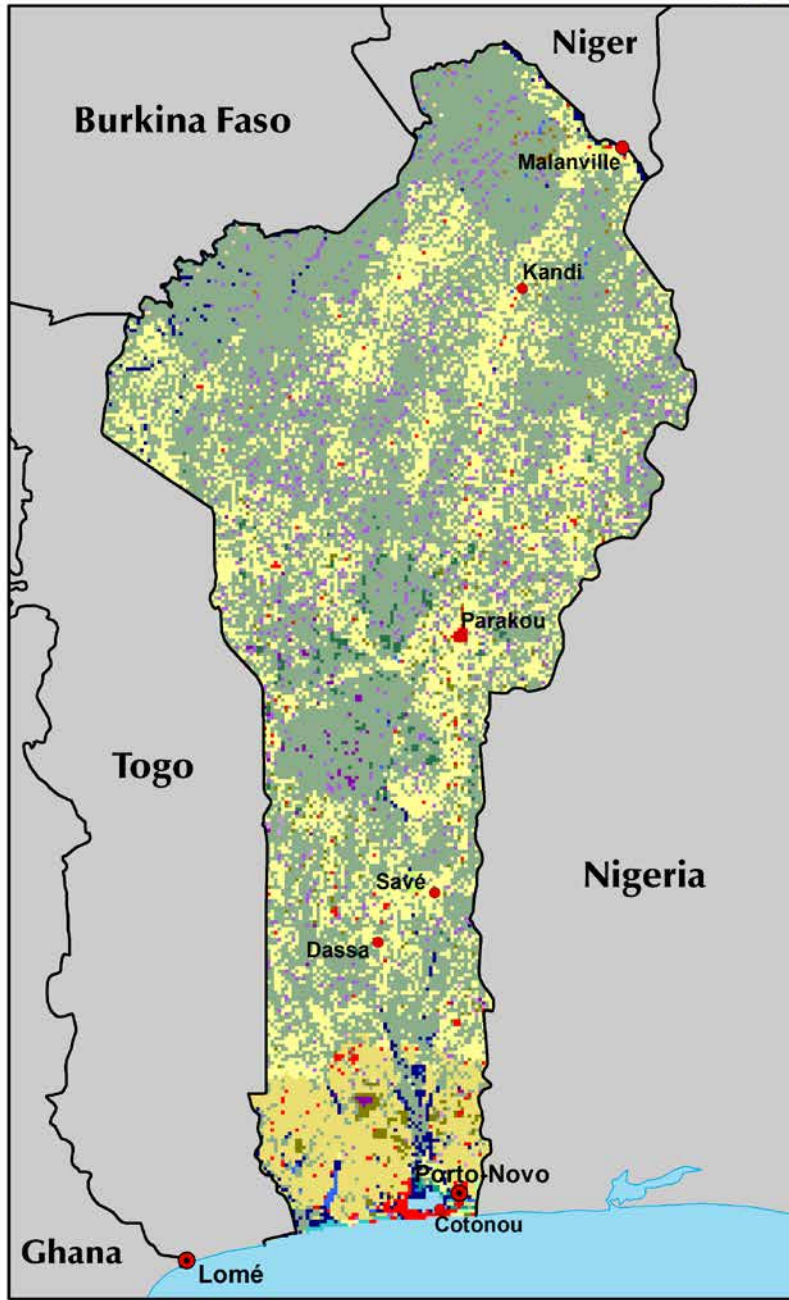 Niger
Burkina Faso
Malanville
Kandi
Parakou
Togo
Nigeria
Savé
Dassa
Porto-Novo
Cotonou
Ghana
Lomé